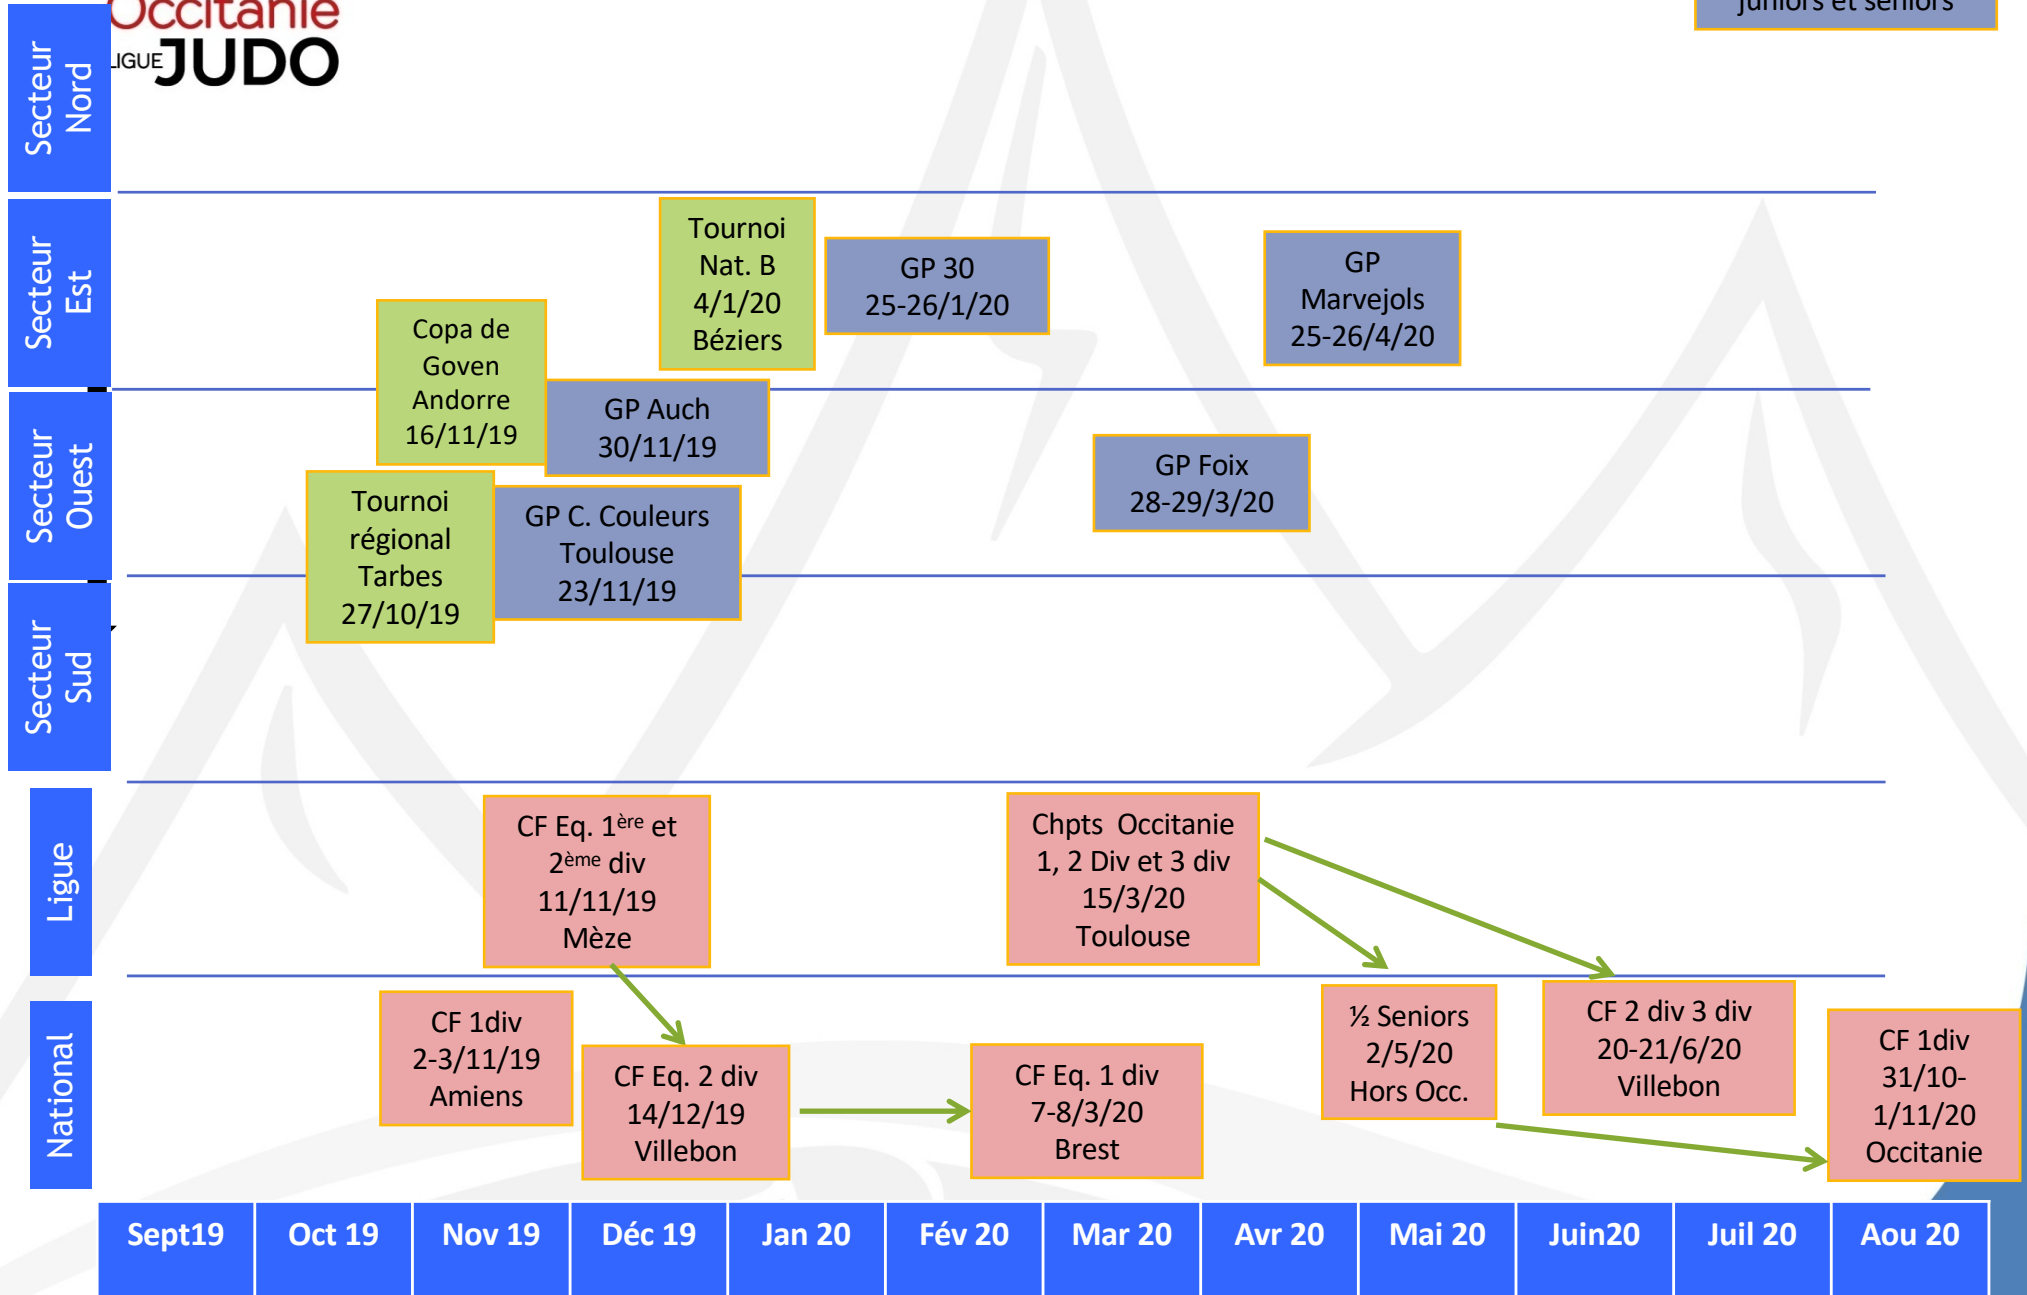 Occitanie
LIGUE JUDO
juniors et seniors
Secteur
Nord
Secteur
Est
Tournoi
Nat. B
4/1/20
Béziers
GP 30
25-26/1/20
GP
Marvejols
25-26/4/20
Copa de
Goven
Andorre
16/11/19
Secteur
Ouest
GP Auch
30/11/19
GP Foix
28-29/3/20
Tournoi
régional
Tarbes
27/10/19
GP C. Couleurs
Toulouse
23/11/19
Secteur
Sud
Ligue
CF Eq. 1ère et
2ème div
11/11/19
Mèze
Chpts Occitanie
1, 2 Div et 3 div
15/3/20
Toulouse
National
CF 1div
2-3/11/19
Amiens
CF Eq. 2 div
14/12/19
Villebon
CF Eq. 1 div
7-8/3/20
Brest
½ Seniors
2/5/20
Hors Occ.
CF 2 div 3 div
20-21/6/20
Villebon
CF 1div
31/10-
1/11/20
Occitanie
Sept19 Oct 19 Nov 19 Déc 19 Jan 20 Fév 20 Mar 20 Avr 20 Mai 20 Juin20 Juil 20 Aou 20